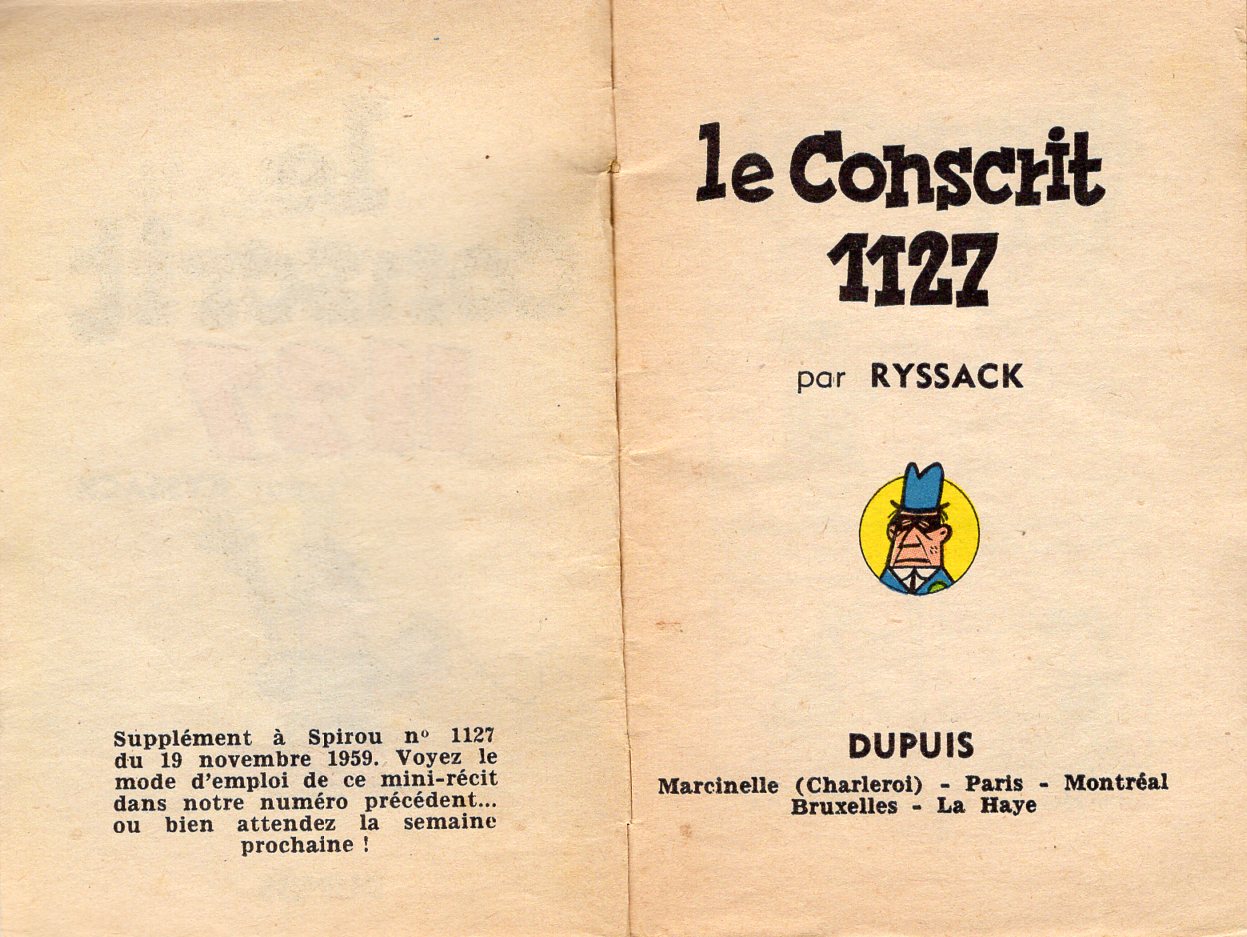 Supplément à Spirou nº 1127
du 19 novembre 1959. Voyez le
mode d'emploi de ce mini-récit
dans notre numéro précédent...
ou bien attendez la semaine
prochaine !
le Conscrit
1127
par RYSSACK
DUPUIS
Marcinelle (Charleroi) - Paris - Montréal
Bruxelles - La Haye